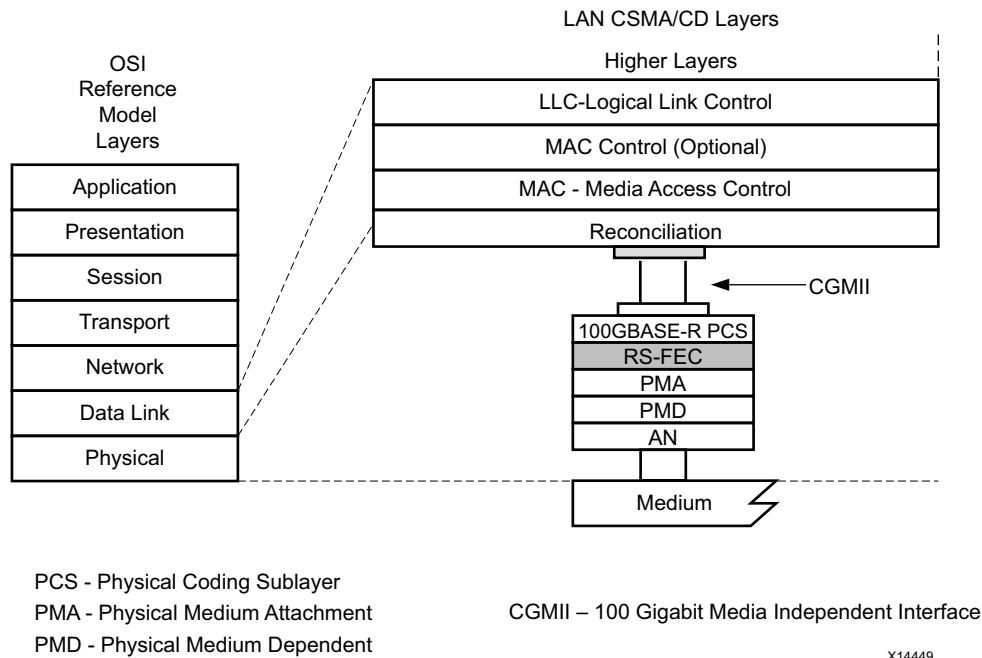 LAN CSMA/CD Layers
OSI
Reference
Model
Layers
Higher Layers
LLC-Logical Link Control
MAC Control (Optional)
MAC - Media Access Control
Reconciliation
Application
Presentation
Session
Transport
Network
Data Link
Physical
CGMII
100GBASE-R PCS
RS-FEC
PMA
PMD
AN
Medium
PCS - Physical Coding Sublayer
PMA - Physical Medium Attachment
PMD - Physical Medium Dependent
CGMII – 100 Gigabit Media Independent Interface
X14449